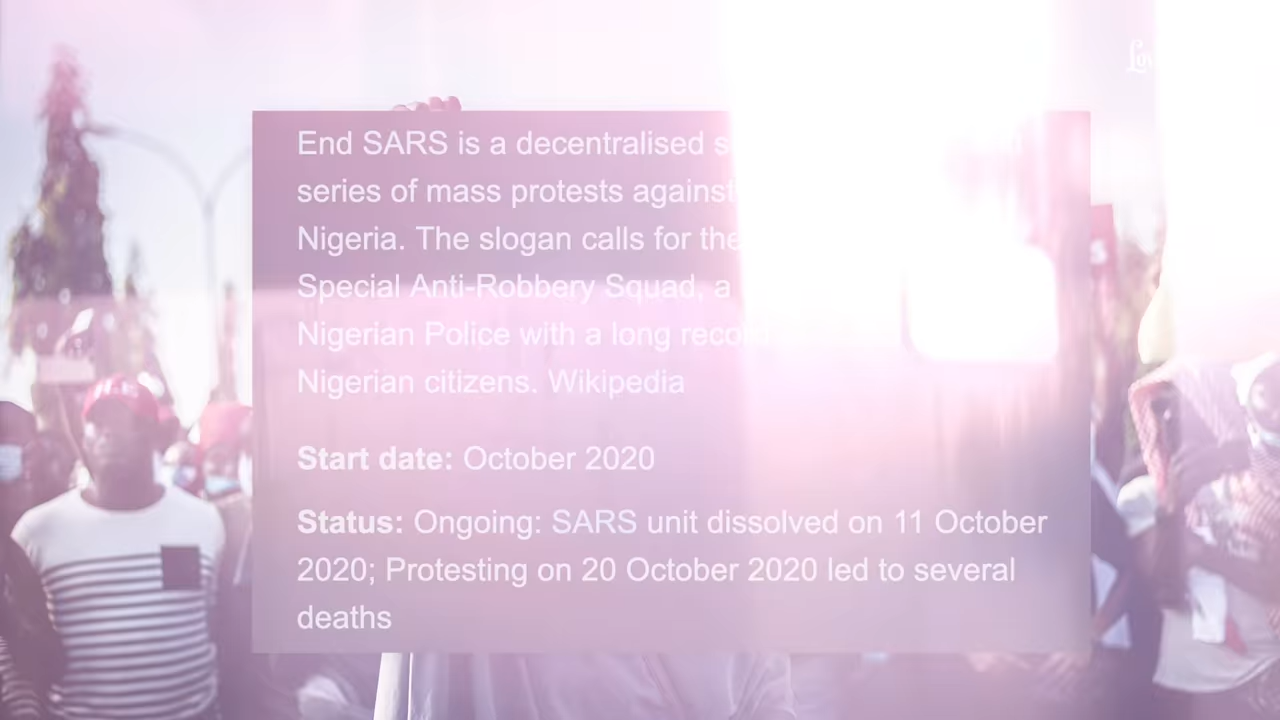 End SARS is a decentralised
series of mass protests against
Nigeria. The slogan calls for the
Special Anti-Robbery Squad, a
Nigerian Police with a long
Nigerian citizens. Wikipedia
Start date: October 2020
Status: Ongoing: SARS unit dissolved on 11 October
2020; Protesting on 20 October 2020 led to several
deaths